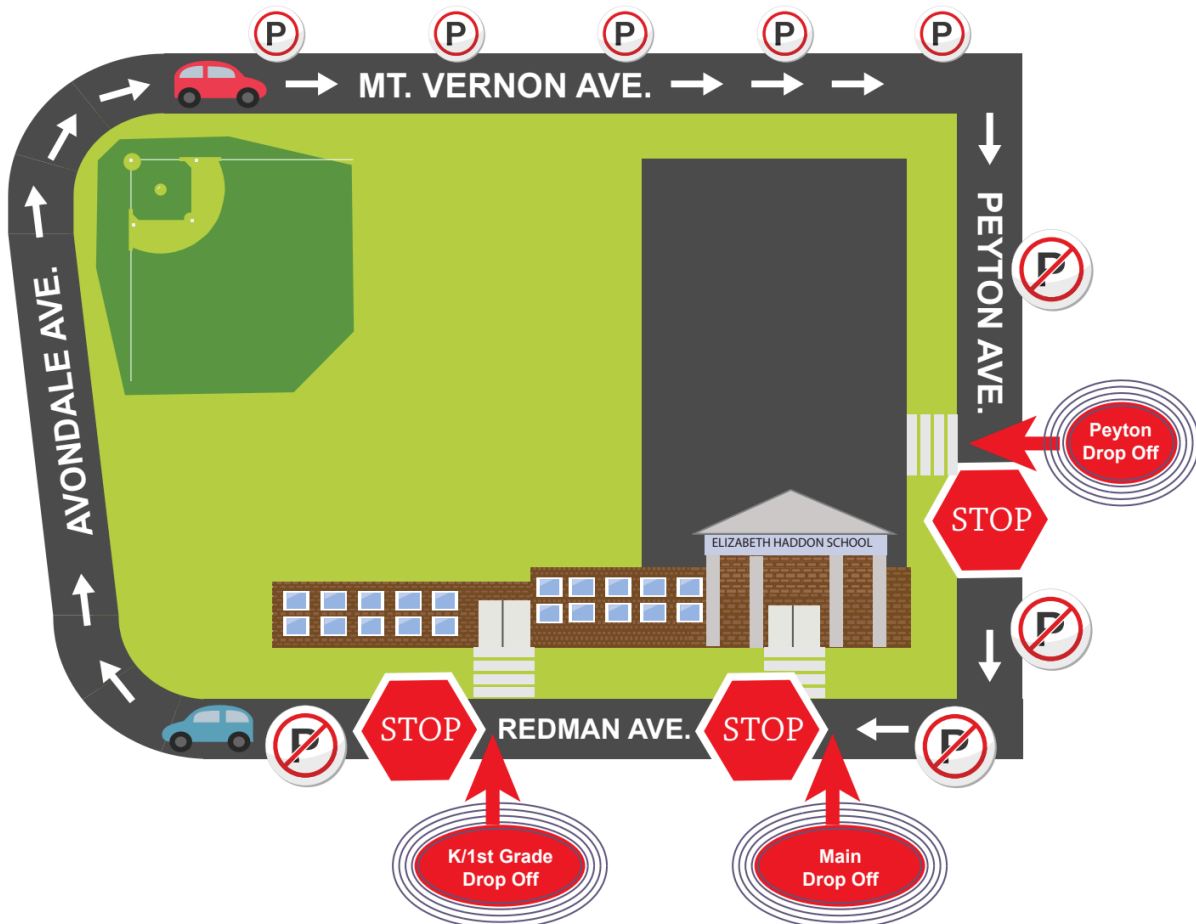 P
P
P
P
P
MT. VERNON AVE.
PEYTON AVE.
P
AVONDALE AVE.
Peyton
Drop Off
STOP
ELIZABETH HADDON SCHOOL
P
STOP
REDMAN AVE.
STOP
P
P
K/1st Grade
Drop Off
Main
Drop Off